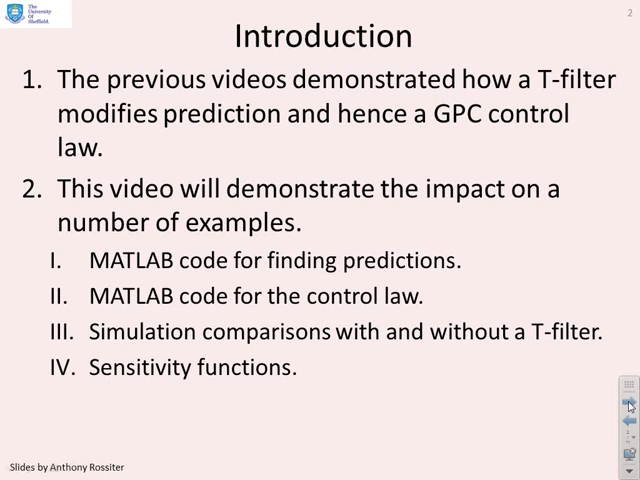 The
University
Of
Sheffield.
2
Introduction
1. The previous videos demonstrated how a T-filter
modifies prediction and hence a GPC control
law.
2. This video will demonstrate the impact on a
number of examples.
I. MATLAB code for finding predictions.
II. MATLAB code for the control law.
III. Simulation comparisons with and without a T-filter.
IV. Sensitivity functions.
Slides by Anthony Rossiter